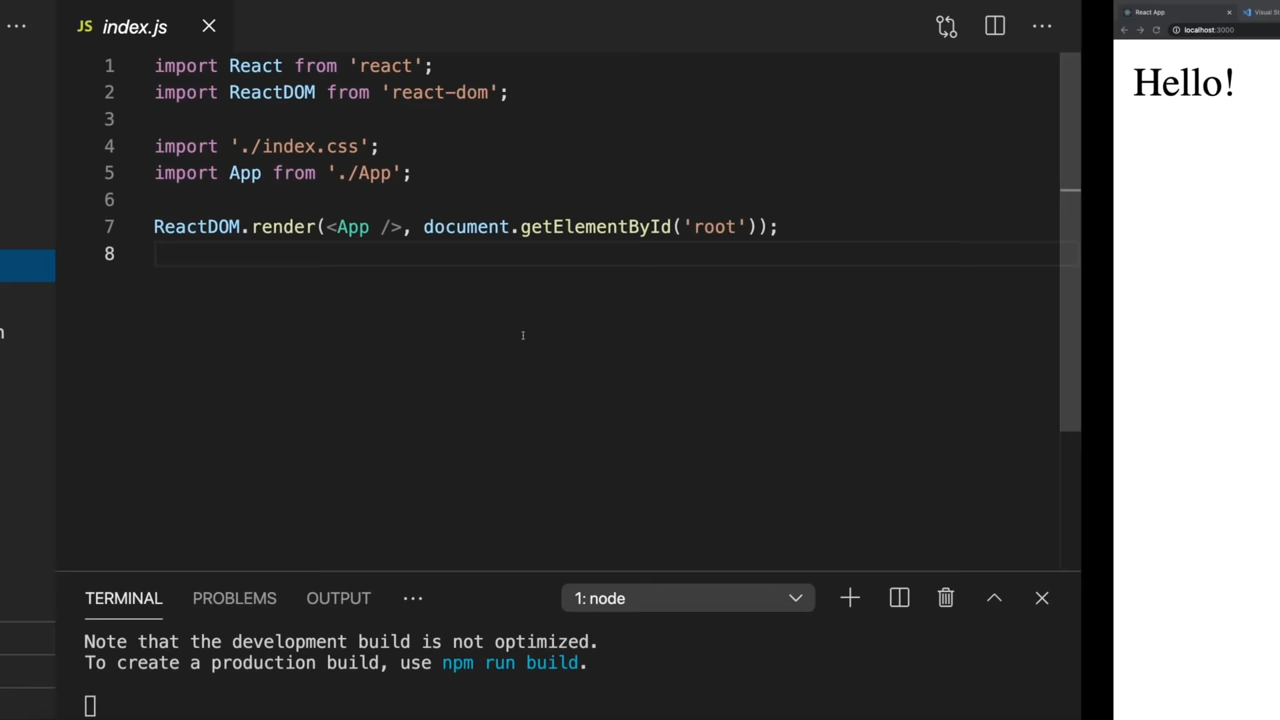 JS index.js
1 import React from 'react';
2 import ReactDOM from 'react-dom';
3
4 import './index.css';
5 import App from './App';
6
7 ReactDOM.render(<App />, document.getElementById('root'));
8
TERMINAL PROBLEMS OUTPUT 1: node
Note that the development build is not optimized.
To create a production build, use npm run build.
React App
localhost:3000
Hello!